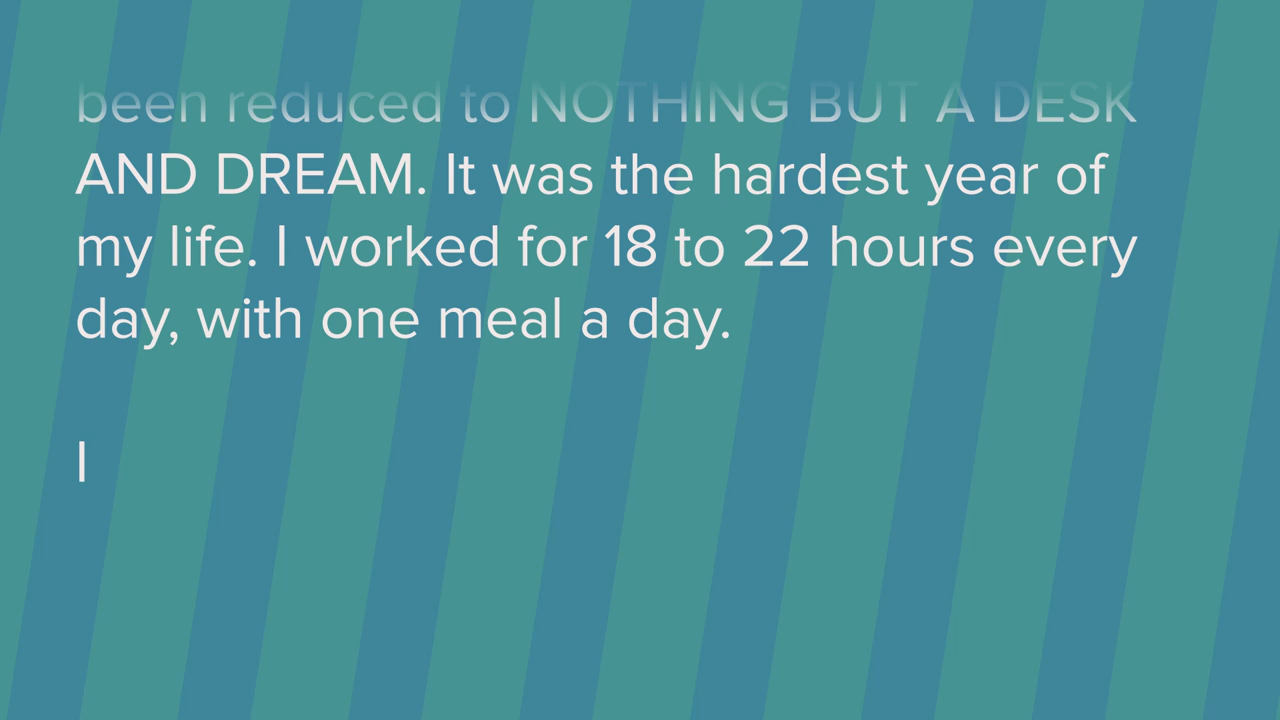 been reduced to NOTHING BUT A DESK
AND DREAM. It was the hardest year of
my life. I worked for 18 to 22 hours every
day, with one meal a day.
I